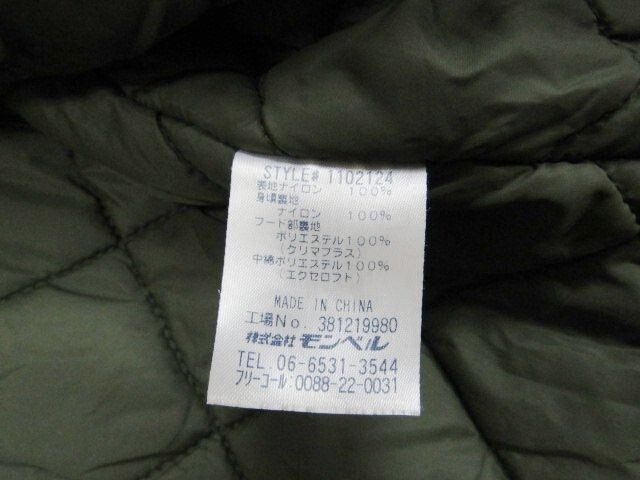 STYLE# 1102124
表地ナイロン 100%
身頃裏地
ナイロン 100%
フード部裏地
ポリエステル100%
(クリマプラス)
中綿ポリエステル100%
(エクセロフト)
MADE IN CHINA
工場No. 381219980
株式会社モンベル
TEL. 06-6531-3544
フリーコール:0088-22-0031